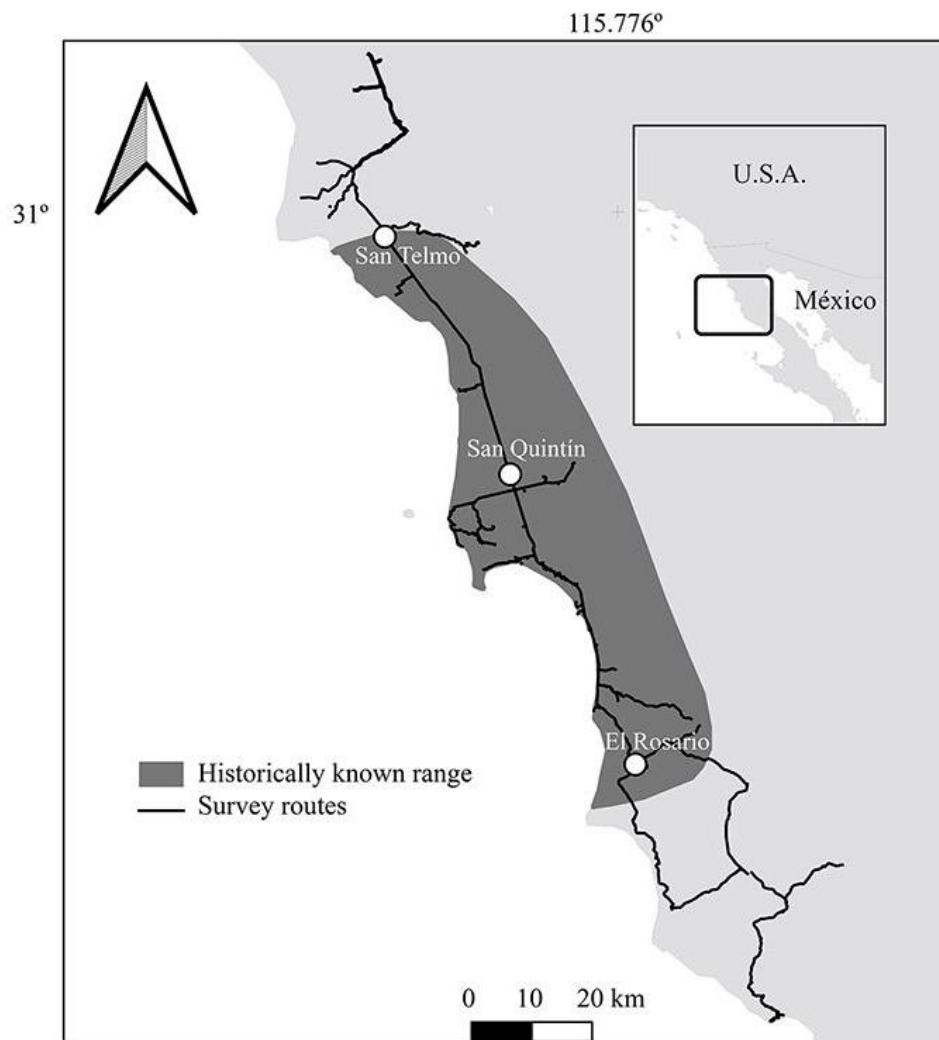 115.776º
31º
U.S.A.
México
San Telmo
San Quintín
El Rosario
Historically known range
Survey routes
0 10 20 km